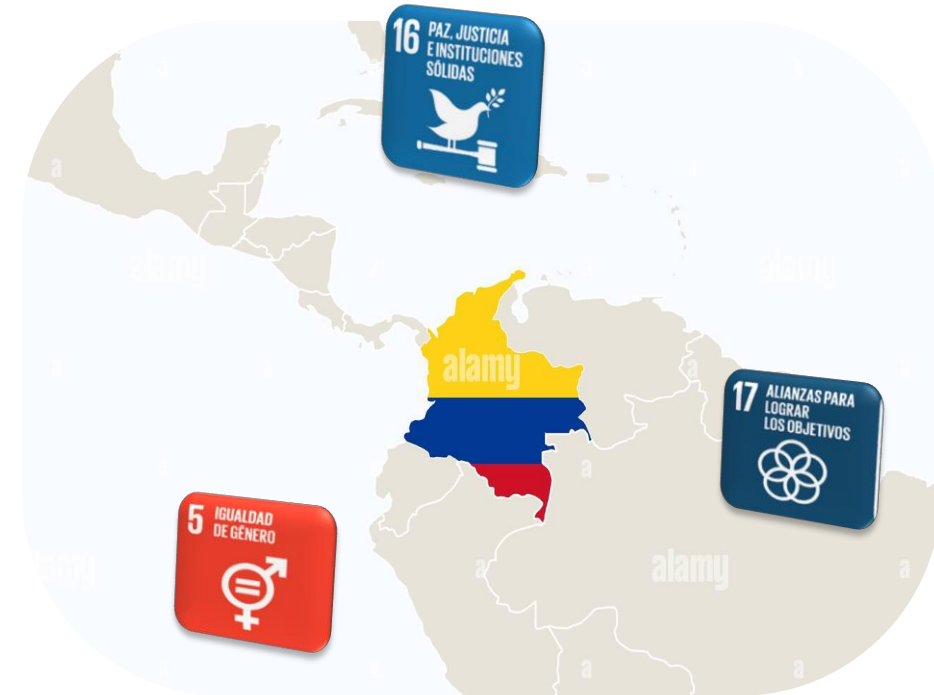 16 PAZ, JUSTICIA
E INSTITUCIONES
SÓLIDAS
alamy
alamy
alamy
17 ALIANZAS PARA
LOGRAR
LOS OBJETIVOS
5 IGUALDAD
DE GÉNERO
alamy
alamy
a
a
a
a
a
a
a